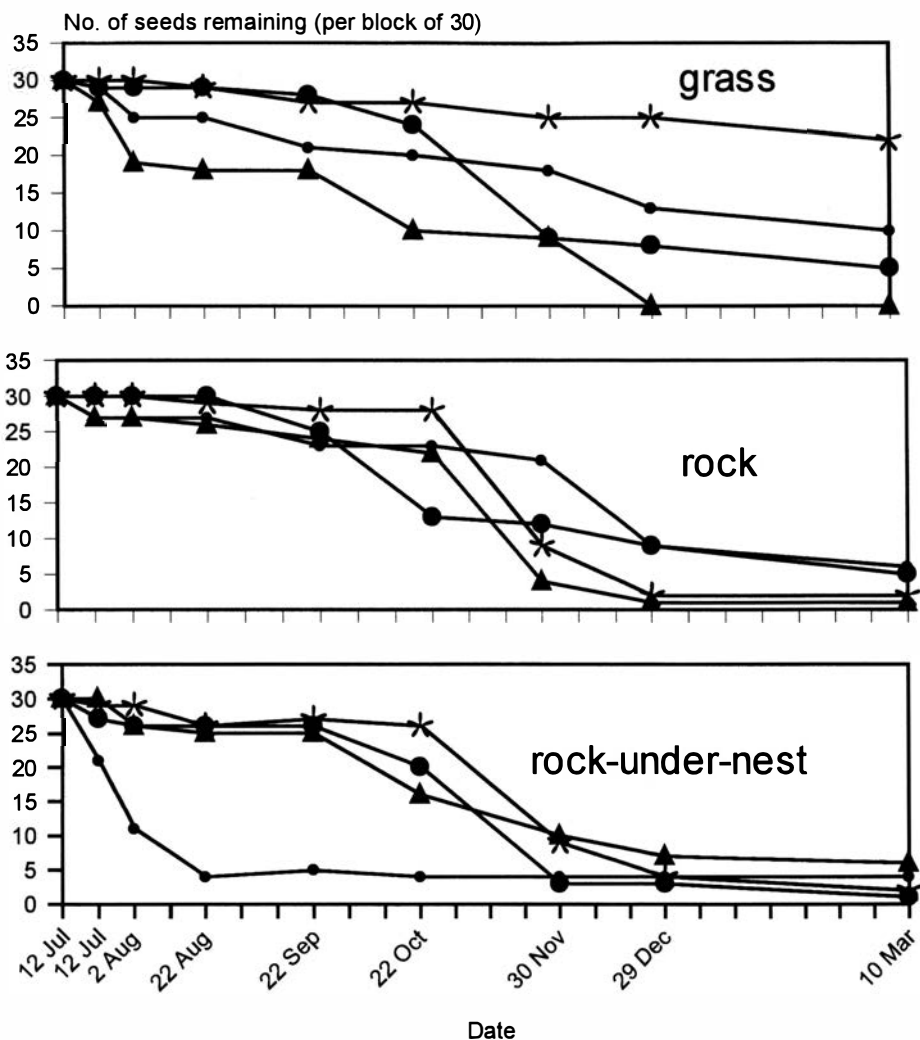 No. of seeds remaining (per block of 30)
35
30
25
20
15
10
5
0
grass
35
30
25
20
15
10
5
0
rock
35
30
25
20
15
10
5
0
rock-under-nest
12 Jul
12 Jul
2 Aug
22 Aug
22 Sep
22 Oct
30 Nov
29 Dec
10 Mar
Date